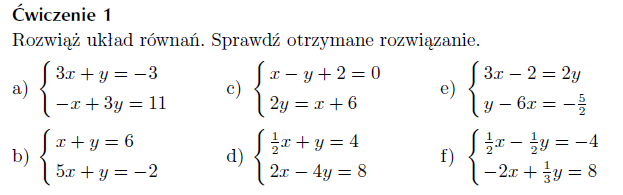 Ćwiczenie 1
Rozwiąż układ równań. Sprawdź otrzymane rozwiązanie.
a) { 3x + y = −3
−x + 3y = 11
c) { x − y + 2 = 0
2y = x + 6
e) { 3x − 2 = 2y
y − 6x = −5/2
b) { x + y = 6
5x + y = −2
d) { 1/2x + y = 4
2x − 4y = 8
f) { 1/2x − 1/2y = −4
−2x + 1/3y = 8